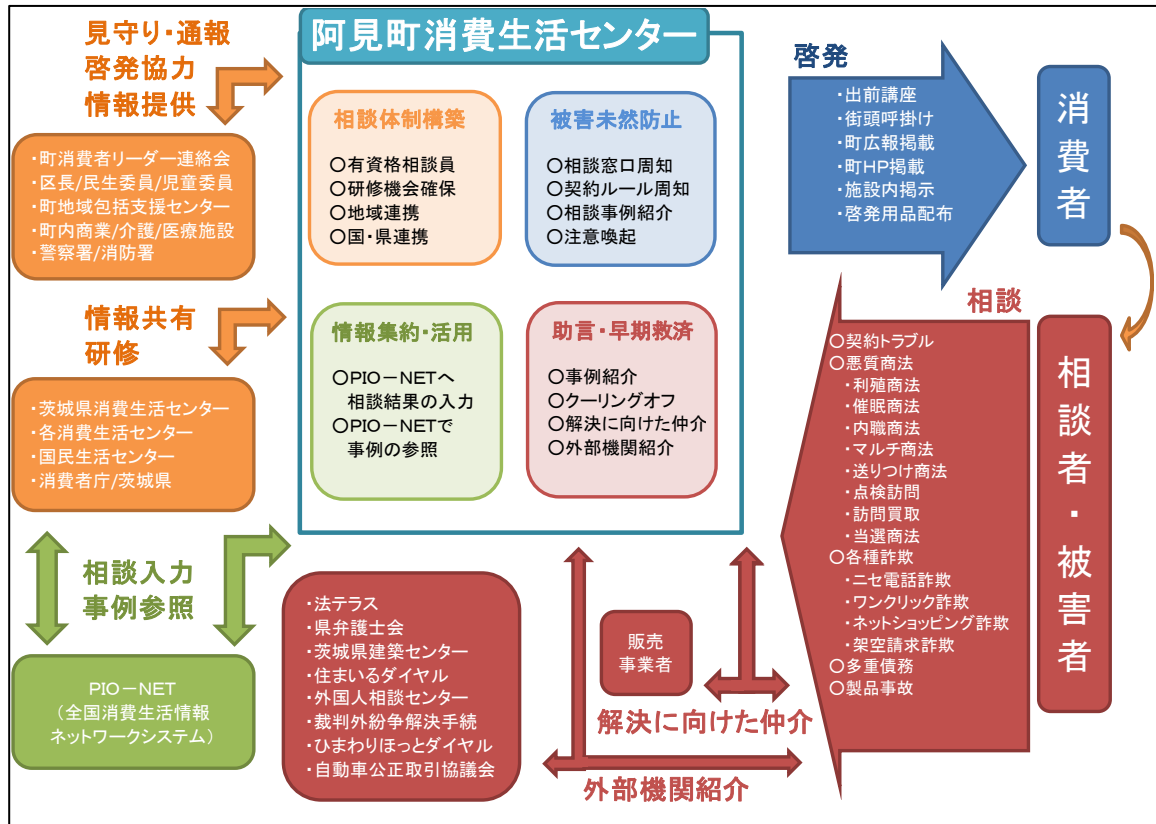 見守り・通報
啓発協力
情報提供
・町消費者リーダー連絡会
・区長/民生委員/児童委員
・町地域包括支援センター
・町内商業/介護/医療施設
・警察署/消防署
情報共有
研修
・茨城県消費生活センター
・各消費生活センター
・国民生活センター
・消費者庁/茨城県
相談入力
事例参照
PIO－NET
（全国消費生活情報
ネットワークシステム）
阿見町消費生活センター
相談体制構築
○有資格相談員
○研修機会確保
○地域連携
○国・県連携
被害未然防止
○相談窓口周知
○契約ルール周知
○相談事例紹介
○注意喚起
情報集約・活用
○PIO－NETへ
相談結果の入力
○PIO－NETで
事例の参照
助言・早期救済
○事例紹介
○クーリングオフ
○解決に向けた仲介
○外部機関紹介
・法テラス
・県弁護士会
・茨城県建築センター
・住まいるダイヤル
・外国人相談センター
・裁判外紛争解決手続
・ひまわりほっとダイヤル
・自動車公正取引協議会
販売
事業者
解決に向けた仲介
外部機関紹介
啓発
・出前講座
・街頭呼掛け
・町広報掲載
・町HP掲載
・施設内掲示
・啓発用品配布
消費者
相談
○契約トラブル
○悪質商法
・利殖商法
・催眠商法
・内職商法
・マルチ商法
・送りつけ商法
・点検訪問
・訪問買取
・当選商法
○各種詐欺
・ニセ電話詐欺
・ワンクリック詐欺
・ネットショッピング詐欺
・架空請求詐欺
○多重債務
○製品事故
相談者・被害者